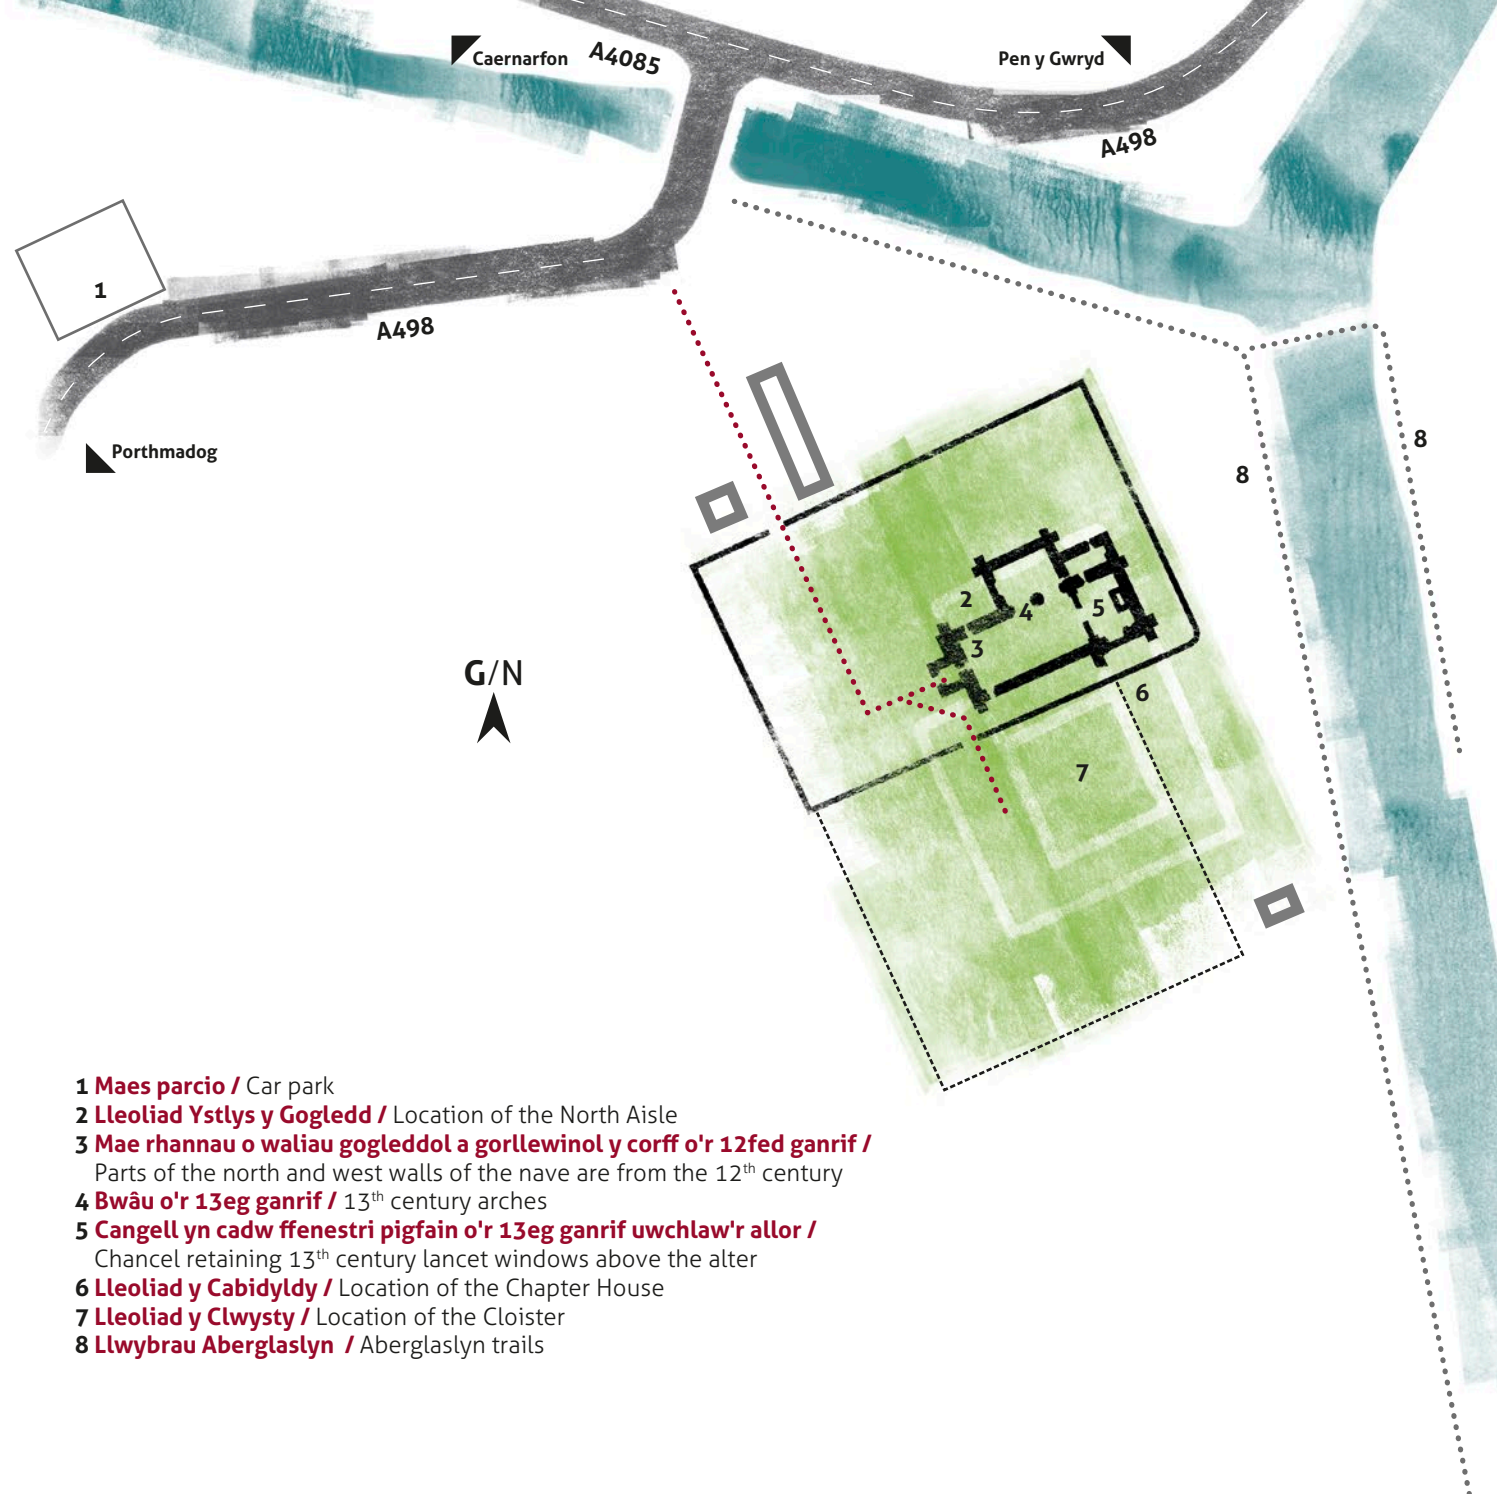 Caernarfon
A4085
Pen y Gwryd
A498
1
A498
Porthmadog
8
8
2
4
5
3
6
7
G/N
1 Maes parcio / Car park
2 Lleoliad Ystlys y Gogledd / Location of the North Aisle
3 Mae rhannau o waliau gogleddol a gorllewinol y corff o'r 12fed ganrif /
Parts of the north and west walls of the nave are from the 12th century
4 Bwâu o'r 13eg ganrif / 13th century arches
5 Cangell yn cadw ffenestri pigfain o'r 13eg ganrif uwchlaw'r allor /
Chancel retaining 13th century lancet windows above the alter
6 Lleoliad y Cabidyldy / Location of the Chapter House
7 Lleoliad y Clwysty / Location of the Cloister
8 Llwybrau Aberglaslyn / Aberglaslyn trails